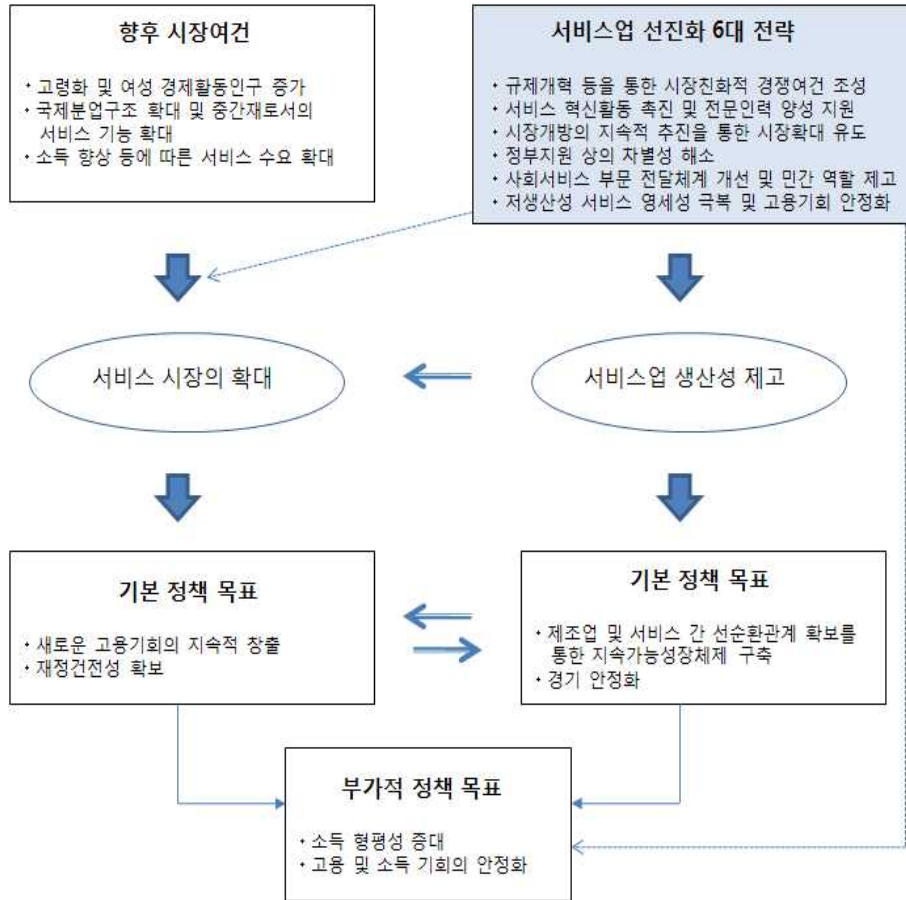 향후 시장여건
• 고령화 및 여성 경제활동인구 증가
• 국제분업구조 확대 및 중간재로서의
서비스 기능 확대
• 소득 향상 등에 따른 서비스 수요 확대
서비스업 선진화 6대 전략
• 규제개혁 등을 통한 시장친화적 경쟁여건 조성
• 서비스 혁신활동 촉진 및 전문인력 양성 지원
• 시장개방의 지속적 추진을 통한 시장확대 유도
• 정부지원 상의 차별성 해소
• 사회서비스 부문 전달체계 개선 및 민간 역할 제고
• 저생산성 서비스 영세성 극복 및 고용기회 안정화
서비스 시장의 확대
서비스업 생산성 제고
기본 정책 목표
• 새로운 고용기회의 지속적 창출
• 재정건전성 확보
기본 정책 목표
• 제조업 및 서비스 간 선순환관계 확보를
통한 지속가능성장체제 구축
• 경기 안정화
부가적 정책 목표
• 소득 형평성 증대
• 고용 및 소득 기회의 안정화